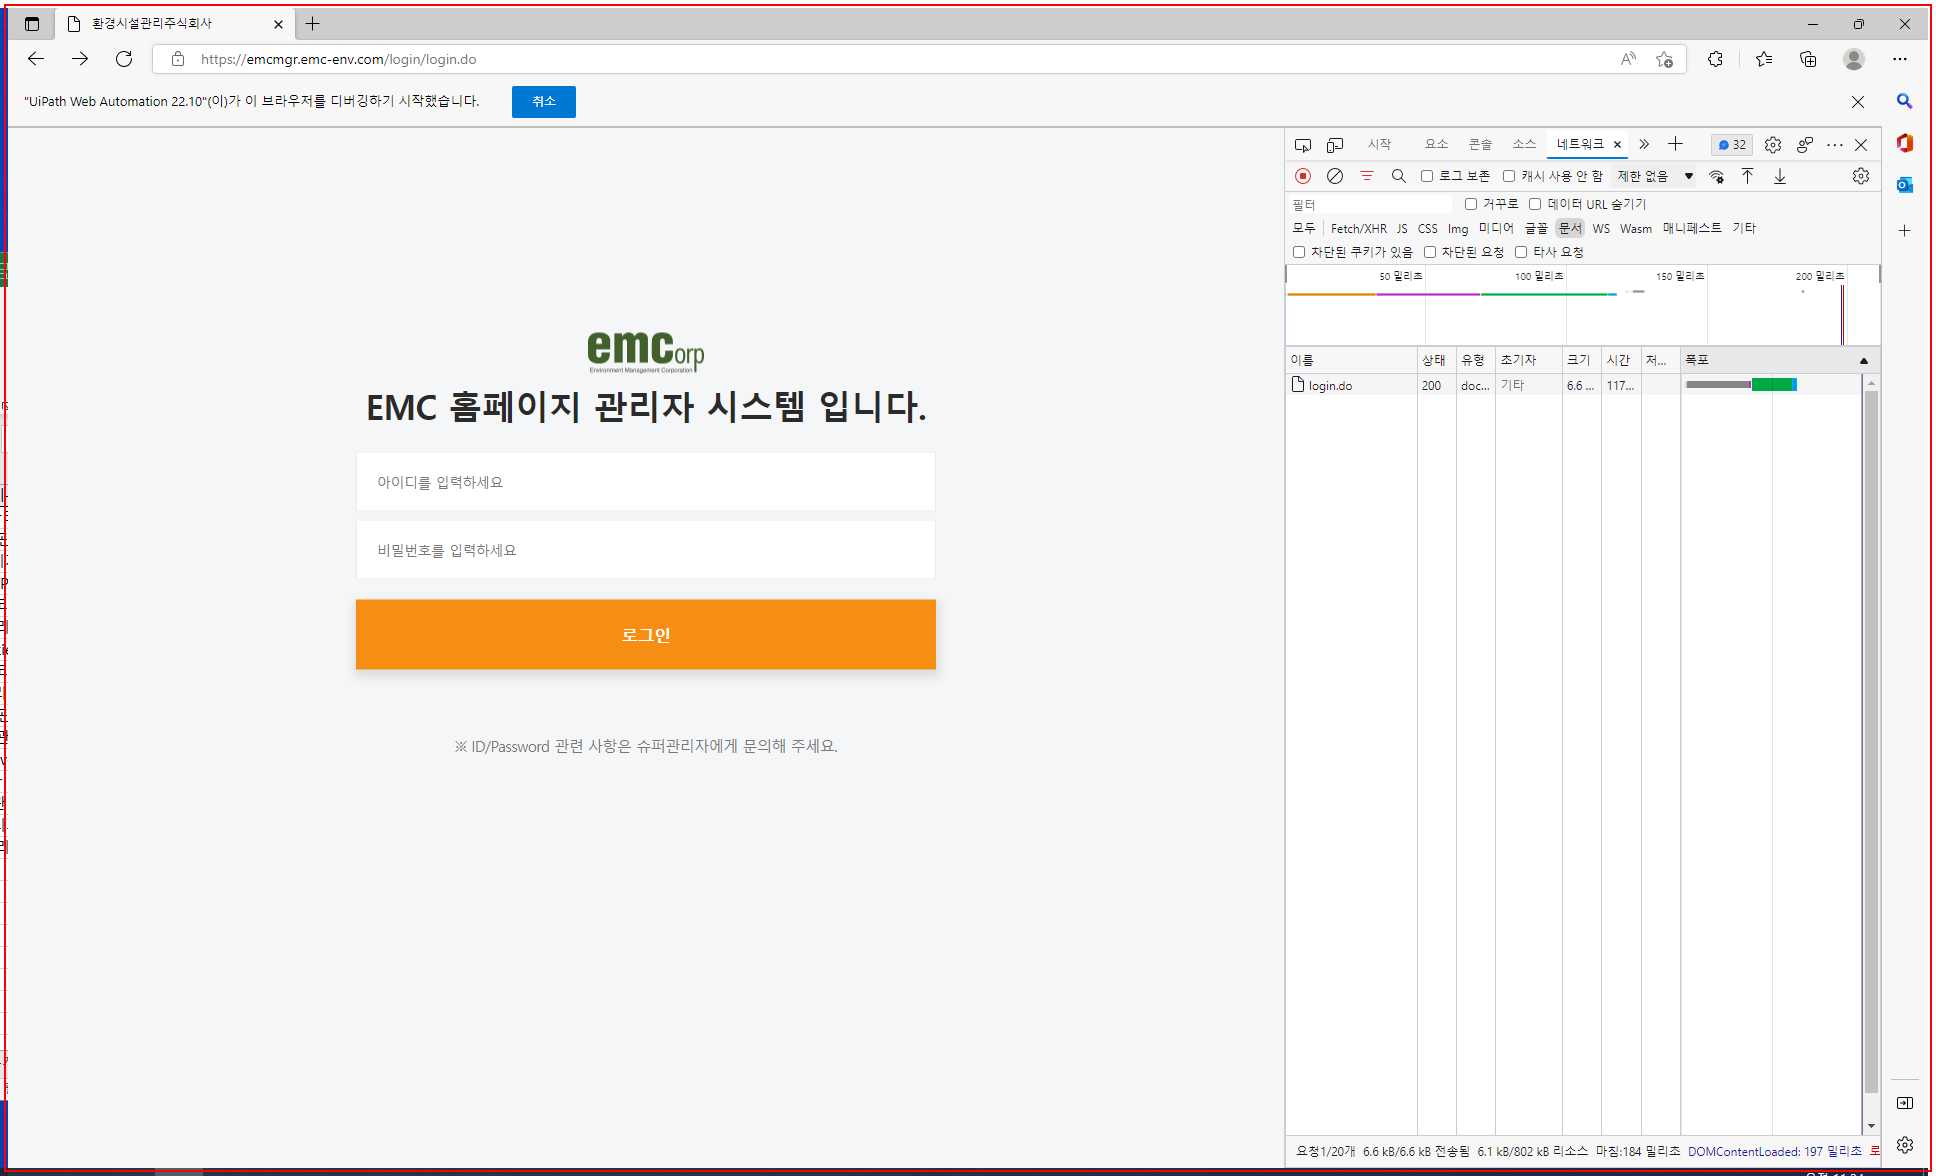 환경시설관리주식회사
https://emcmgr.emc-env.com/login/login.do
"UiPath Web Automation 22.10"(이)가 이 브라우저를 디버깅하기 시작했습니다. 취소
시작 요소 콘솔 소스 네트워크 32
로그 보존 캐시 사용 안 함 제한 없음
필터 거꾸로 데이터 URL 숨기기
모두 Fetch/XHR JS CSS Img 미디어 글꼴 문서 WS Wasm 매니페스트 기타
차단된 쿠키가 있음 차단된 요청 타사 요청
50 밀리초 100 밀리초 150 밀리초 200 밀리초
이름 상태 유형 초기자 크기 시간 저... 폭포
login.do 200 doc... 기타 6.6 ... 117...
emcorp
Environment Management Corporation
EMC 홈페이지 관리자 시스템 입니다.
아이디를 입력하세요
비밀번호를 입력하세요
로그인
※ ID/Password 관련 사항은 슈퍼관리자에게 문의해 주세요.
요청1/20개 6.6 kB/6.6 kB 전송됨 6.1 kB/802 kB 리소스 마침:184 밀리초 DOMContentLoaded: 197 밀리초 로